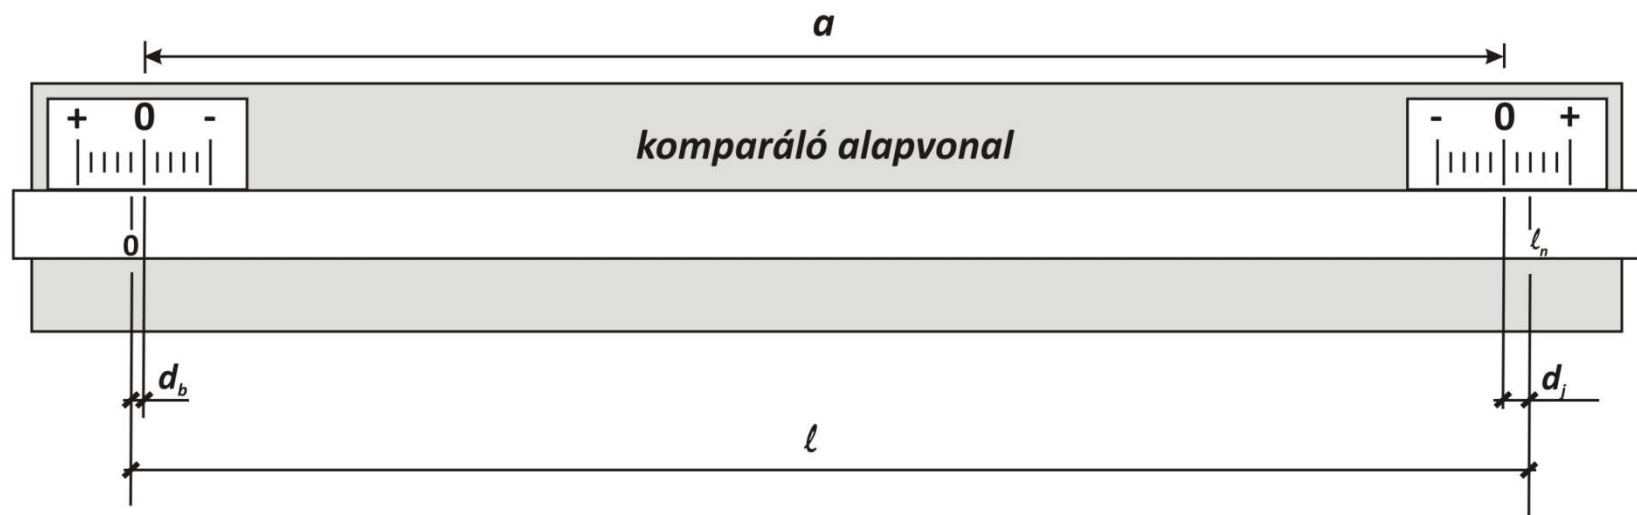 a
+ 0 -
- 0 +
komparáló alapvonal
0
ℓn
db
dj
ℓ